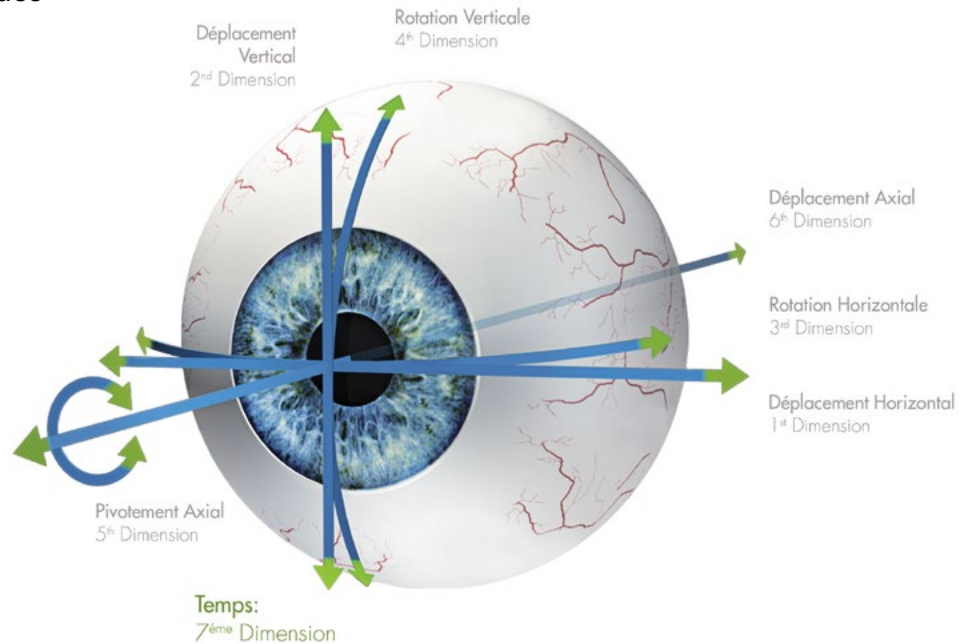 Déplacement
Vertical
2nd Dimension
Rotation Verticale
4th Dimension
Déplacement Axial
6th Dimension
Rotation Horizontale
3rd Dimension
Déplacement Horizontal
1st Dimension
Pivotement Axial
5th Dimension
Temps:
7éme Dimension